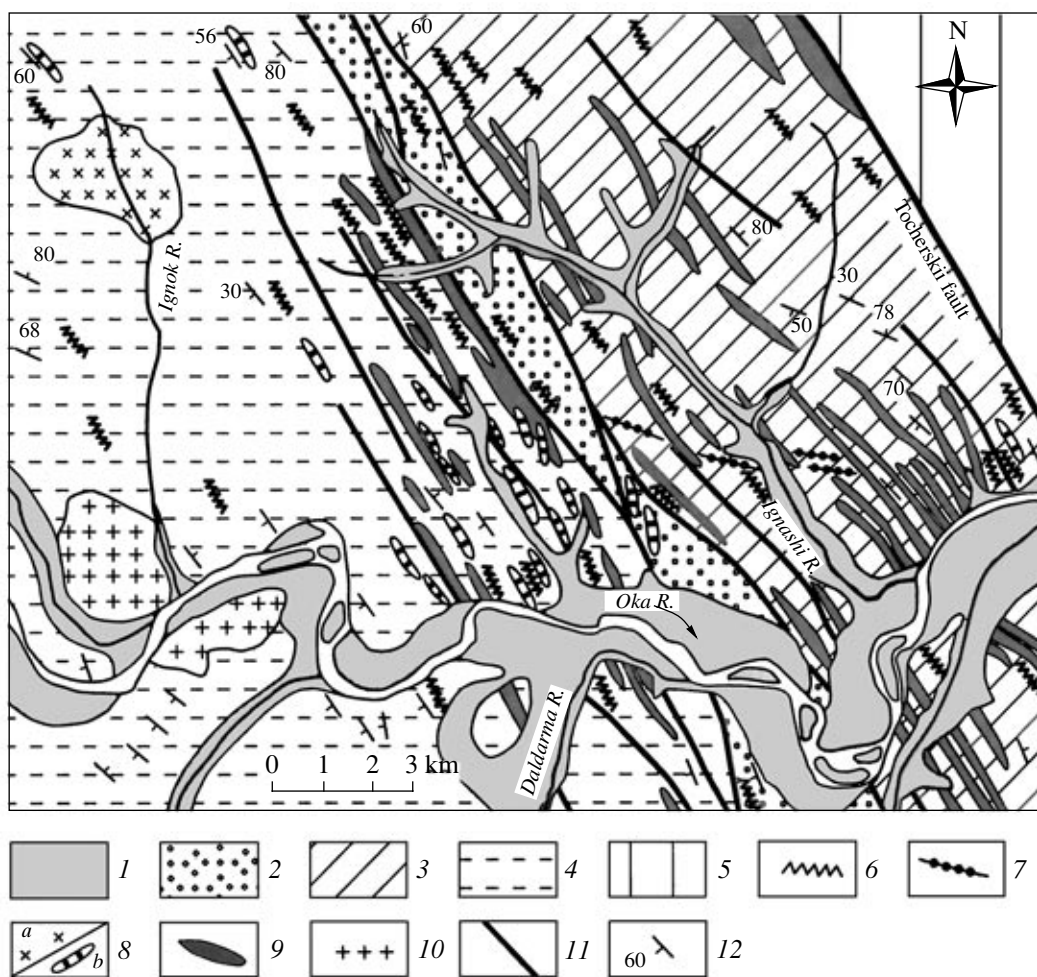 60
56
60
80
N
Ignok R.
80
80
30
Tocherskii fault
30
68
50
78
70
Ignashi R.
Oka R.
Daldarma R.
0 1 2 3 km
1 2 3 4 5 6 7
a
b
8 9 10 11
60
12